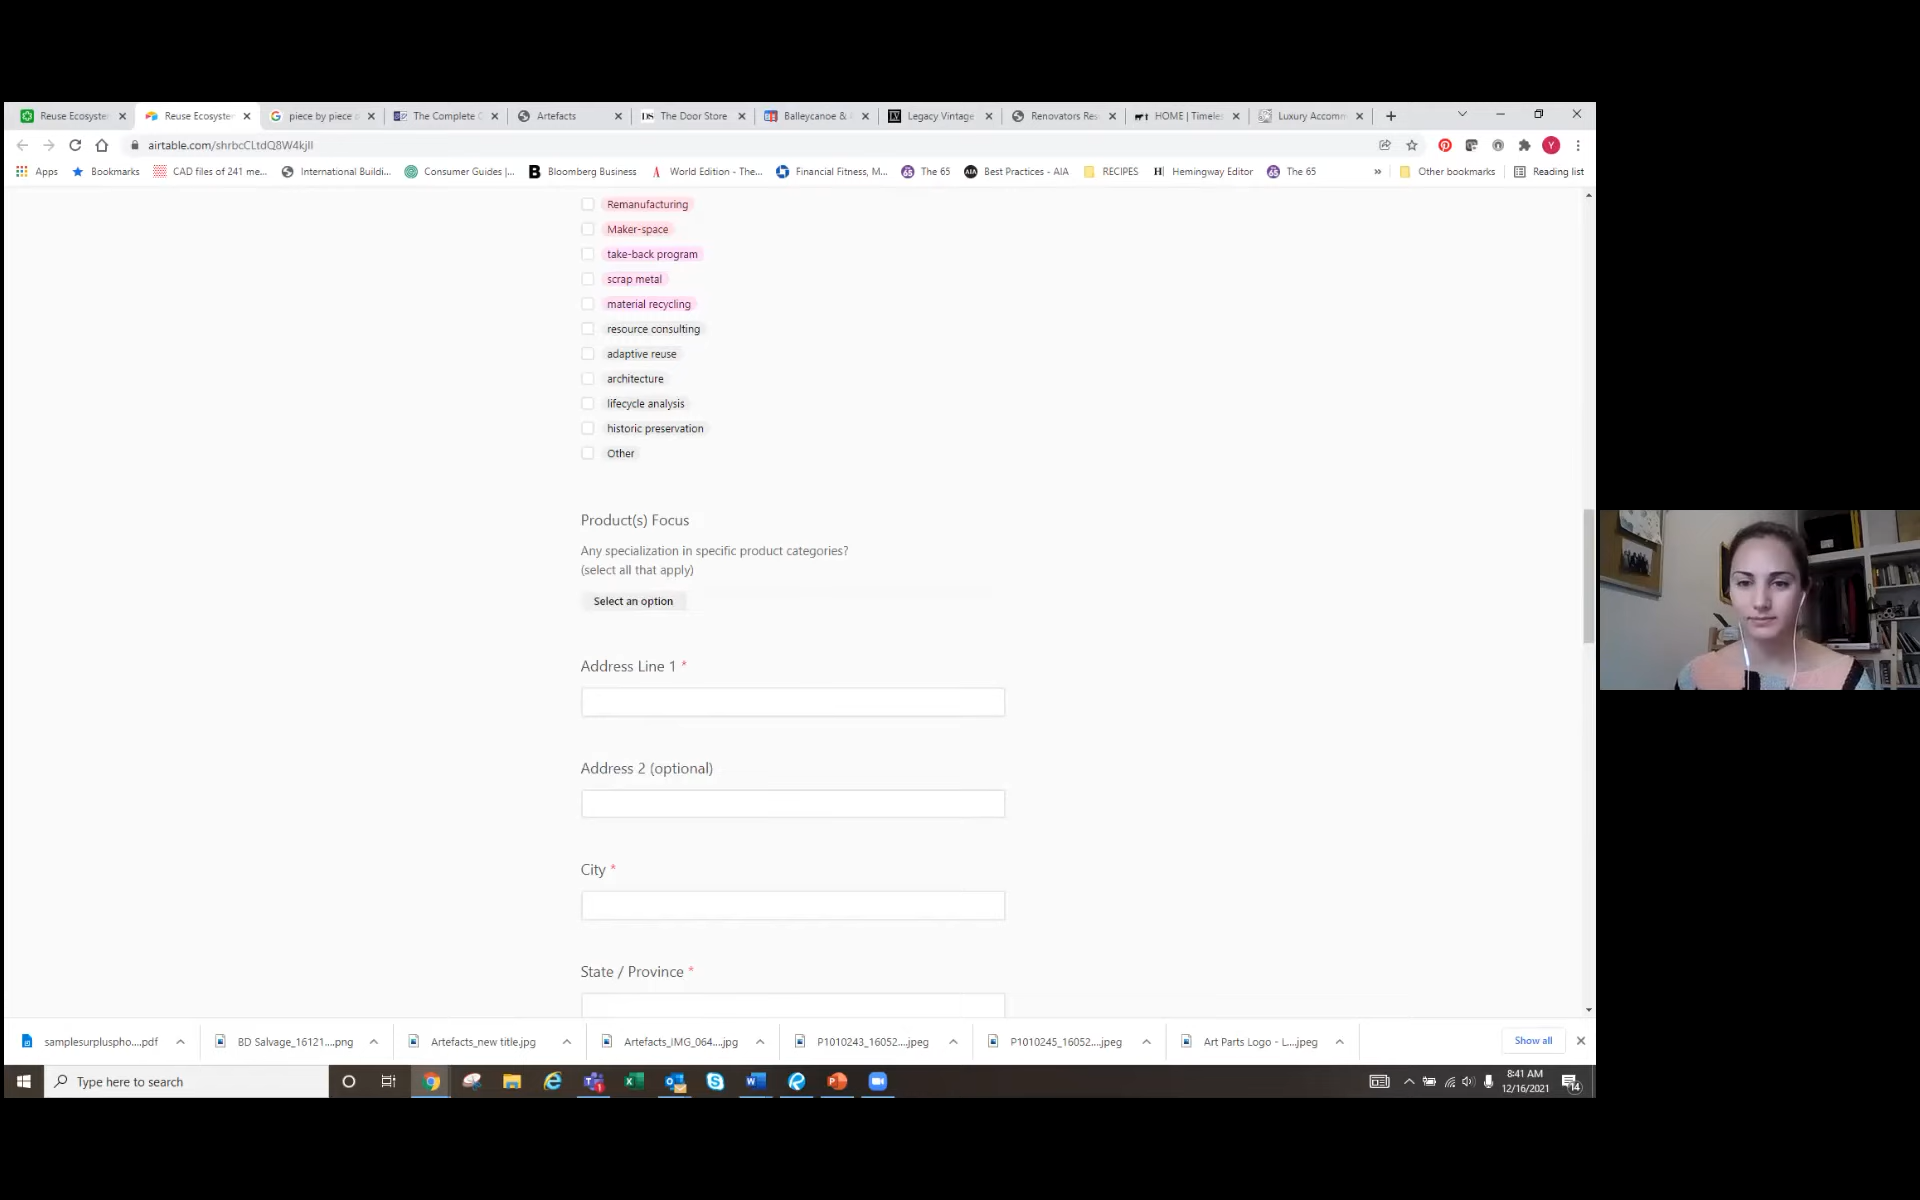 Reuse Ecosyste
Reuse Ecosyster
piece by piece
The Complete
Artefacts
DS The Door Store
Balleycanoe &
Legacy Vintage
Renovators Res
HOME | Timeles
Luxury Accomm
airtable.com/shrbcCLtdQ8W4kjlI
Y
Apps
Bookmarks
CAD files of 241 me...
International Buildi...
Consumer Guides |...
Bloomberg Business
World Edition - The...
Financial Fitness, M...
The 65
Best Practices - AIA
RECIPES
Hemingway Editor
The 65
»
Other bookmarks
Reading list
Remanufacturing
Maker-space
take-back program
scrap metal
material recycling
resource consulting
adaptive reuse
architecture
lifecycle analysis
historic preservation
Other
Product(s) Focus
Any specialization in specific product categories?
(select all that apply)
Select an option
Address Line 1 *
Address 2 (optional)
City *
State / Province *
samplesurpluspho....pdf
BD Salvage_16121....png
Artefacts_new title.jpg
Artefacts_IMG_064....jpg
P1010243_16052....jpeg
P1010245_16052....jpeg
Art Parts Logo - L....jpeg
Show all
Type here to search
8:41 AM
12/16/2021
14